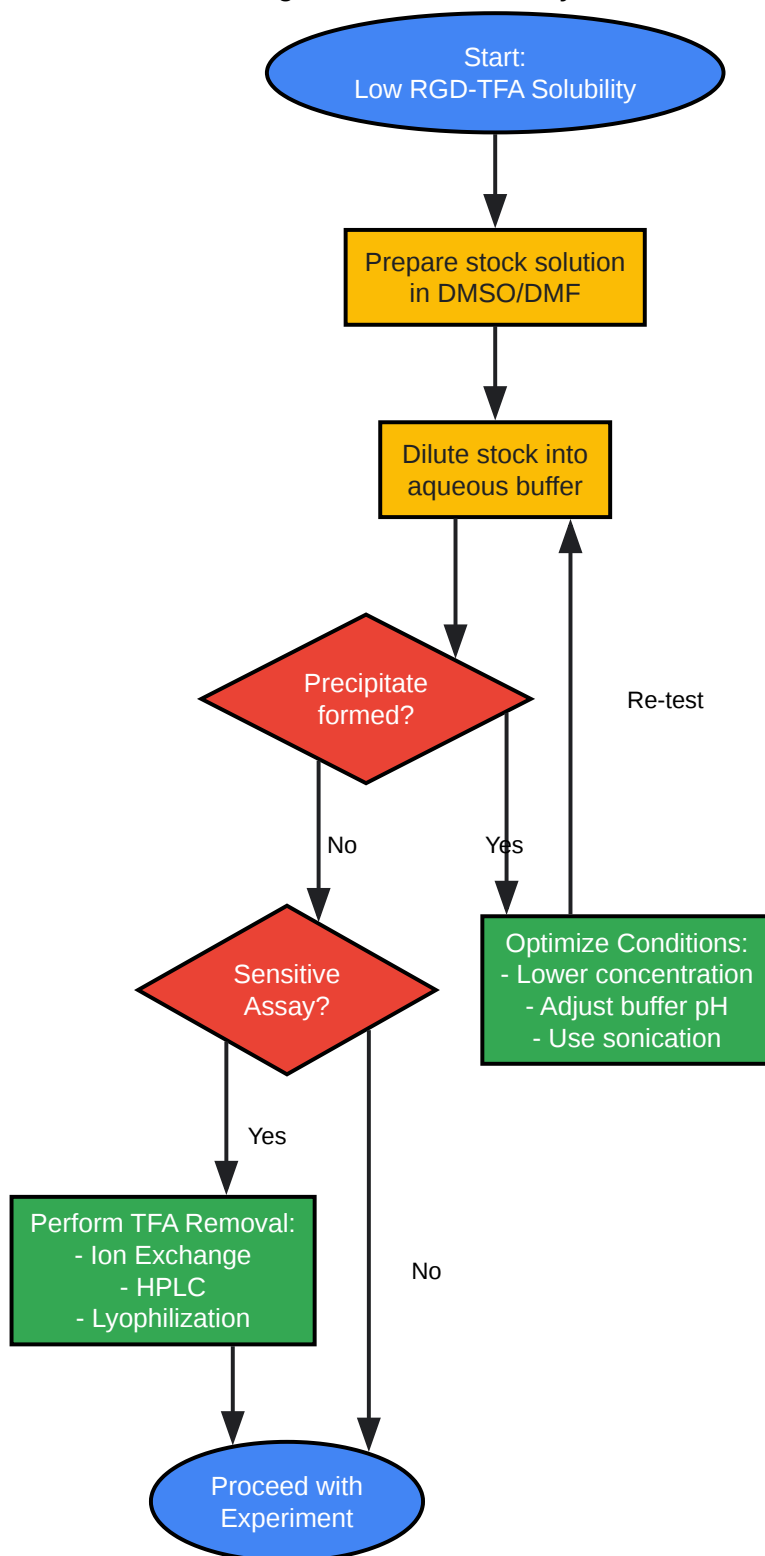 Start:
Low RGD-TFA Solubility
Prepare stock solution
in DMSO/DMF
Dilute stock into
aqueous buffer
Precipitate
formed?
Re-test
No
Yes
Optimize Conditions:
- Lower concentration
- Adjust buffer pH
- Use sonication
Sensitive
Assay?
Yes
No
Perform TFA Removal:
- Ion Exchange
- HPLC
- Lyophilization
Proceed with
Experiment